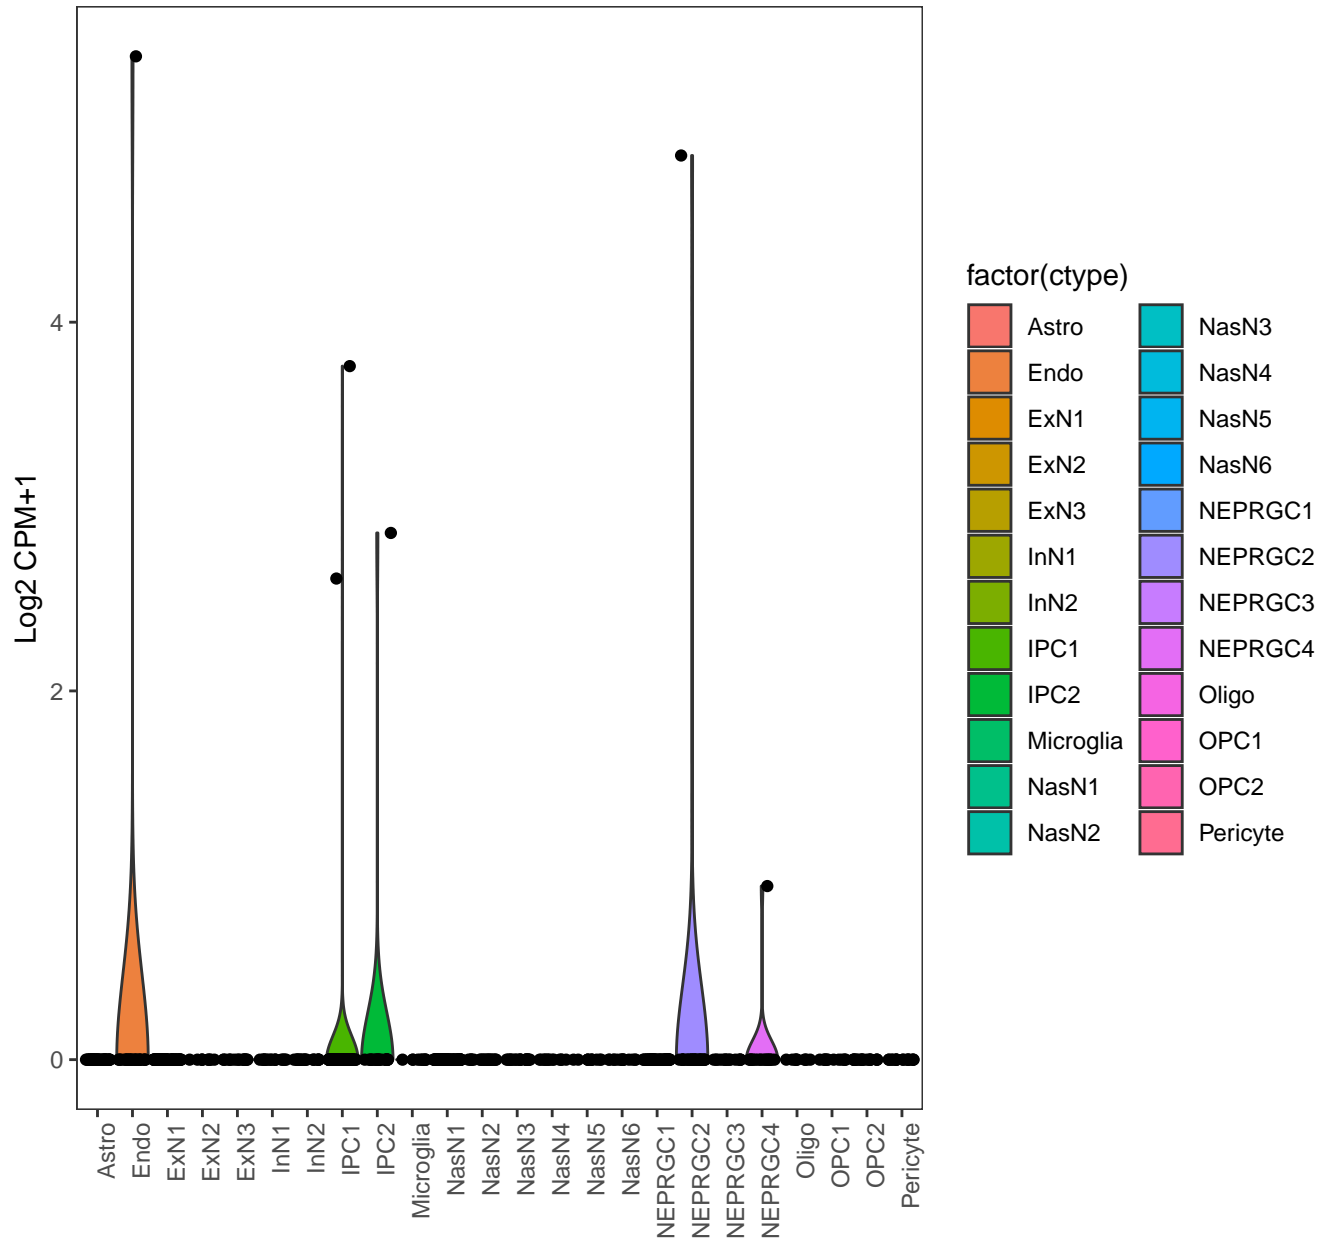 Log2 CPM+1
4
2
0
Astro
Endo
ExN1
ExN2
ExN3
InN1
InN2
IPC1
IPC2
Microglia
NasN1
NasN2
NasN3
NasN4
NasN5
NasN6
NEPRGC1
NEPRGC2
NEPRGC3
NEPRGC4
Oligo
OPC1
OPC2
Pericyte
factor(ctype)
Astro
Endo
ExN1
ExN2
ExN3
InN1
InN2
IPC1
IPC2
Microglia
NasN1
NasN2
NasN3
NasN4
NasN5
NasN6
NEPRGC1
NEPRGC2
NEPRGC3
NEPRGC4
Oligo
OPC1
OPC2
Pericyte